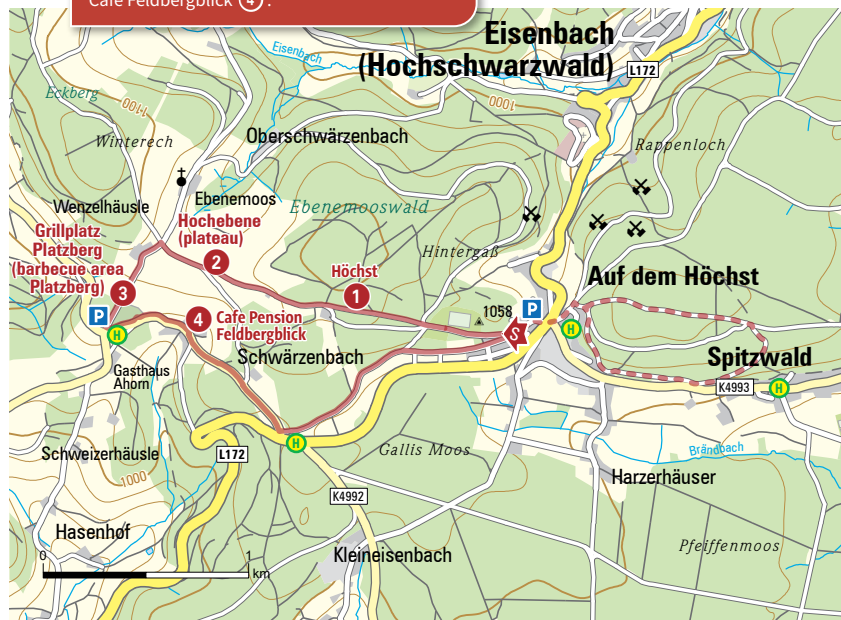 Cafe Feldbergblick ④.
Eisenbach
(Hochschwarzwald)
Eisenbach
L172
Eckberg
1100
1000
Winterech
Oberschwärzenbach
Rappenloch
Wenzelhäusle
Ebenemoos
Ebenemooswald
Grillplatz
Platzberg
(barbecue area
Platzberg)
Hochebene
(plateau)
2
Hintergaß
Höchst
1
Auf dem Höchst
3
P
H
4
Cafe Pension
Feldbergblick
1058
P
S
H
Gasthaus
Ahorn
Schwärzenbach
Spitzwald
K4993
H
Schweizerhäusle
L172
H
Gallis Moos
Brändbach
1000
Harzerhäuser
K4992
Hasenhof
Kleineisenbach
Pfeiffenmoos
0
1
km